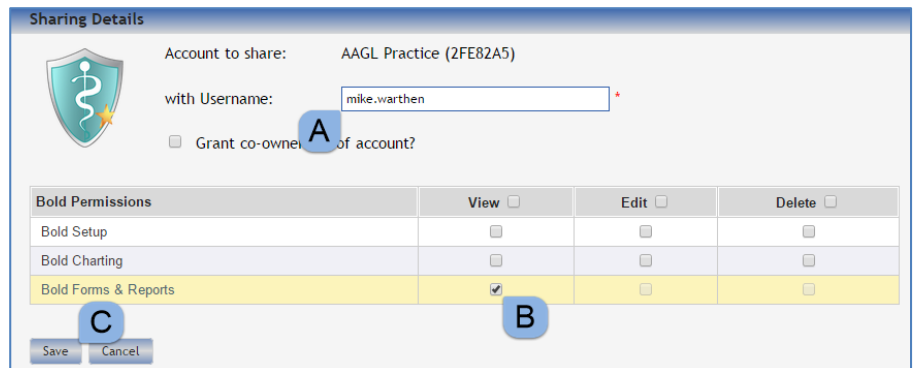 Sharing Details
Account to share: AAGL Practice (2FE82A5)
with Username: mike.warthen *
A
Grant co-owner of account?
Bold Permissions View Edit Delete
Bold Setup
Bold Charting
Bold Forms & Reports
B
C
Save Cancel